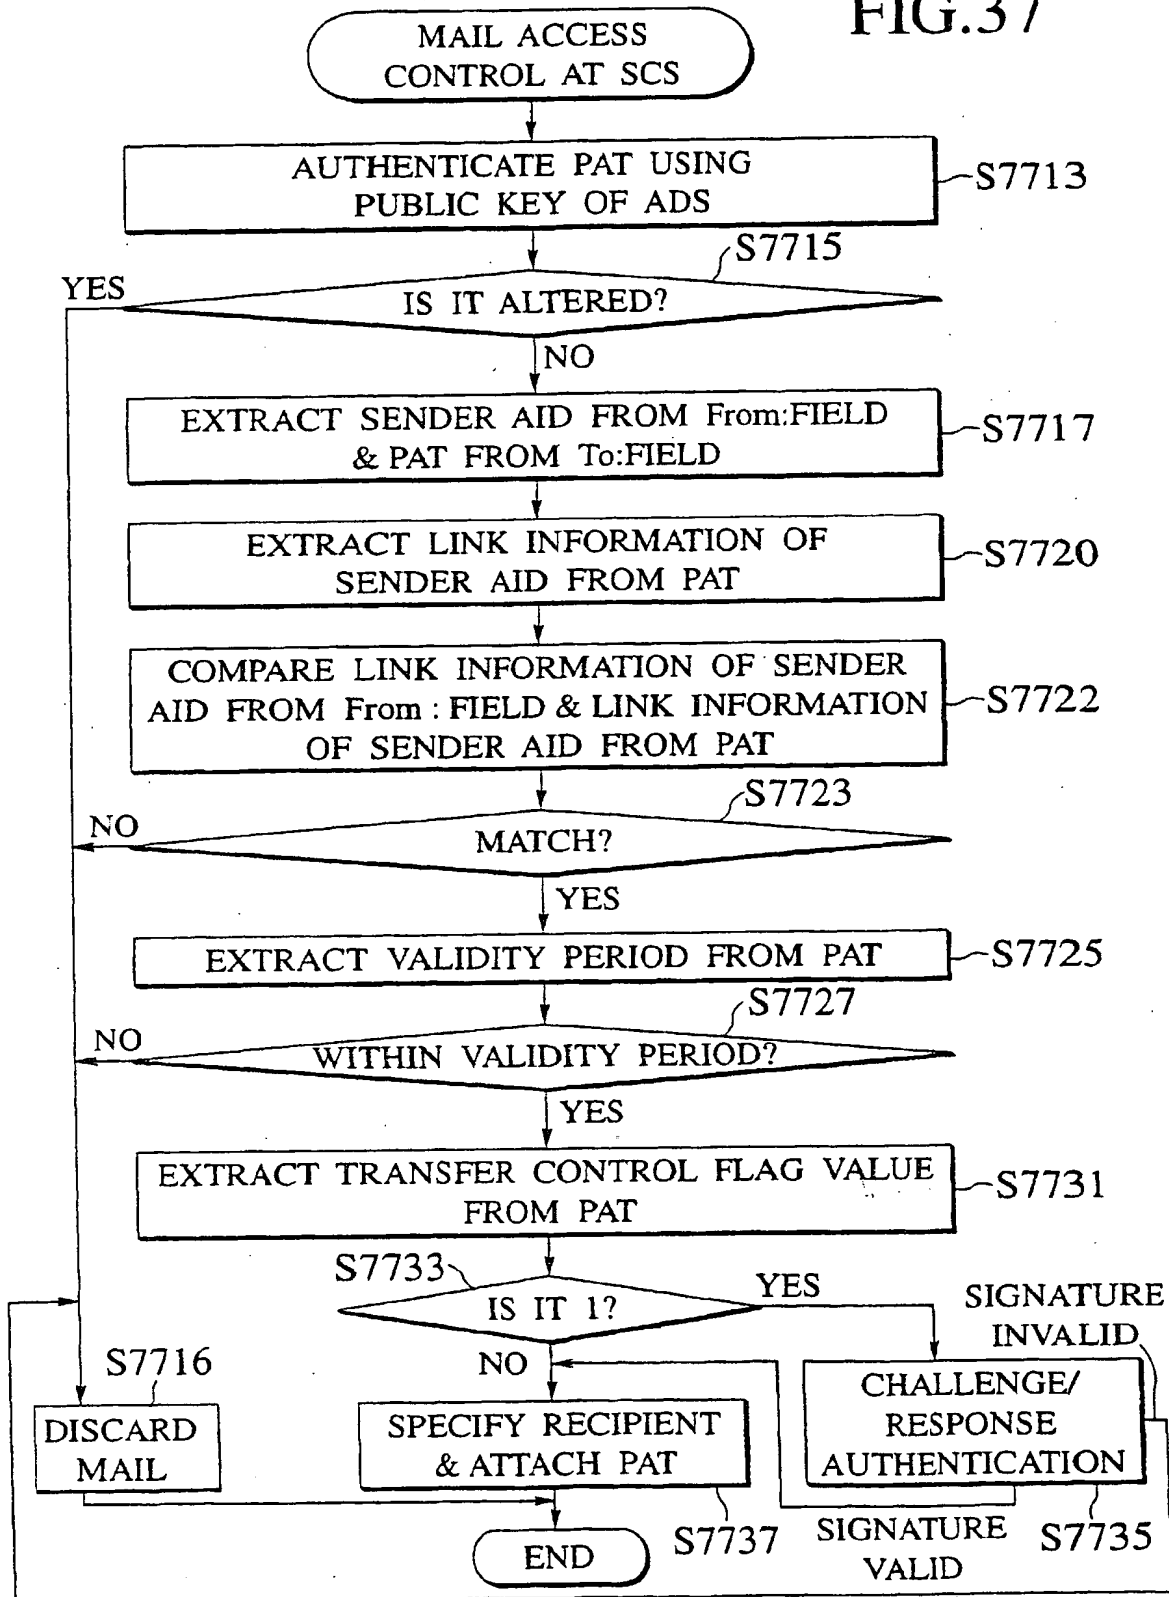 FIG.37
MAIL ACCESS
CONTROL AT SCS
AUTHENTICATE PAT USING
PUBLIC KEY OF ADS
S7713
S7715
YES
IS IT ALTERED?
NO
EXTRACT SENDER AID FROM From:FIELD
& PAT FROM To:FIELD
S7717
EXTRACT LINK INFORMATION OF
SENDER AID FROM PAT
S7720
COMPARE LINK INFORMATION OF SENDER
AID FROM From : FIELD & LINK INFORMATION
OF SENDER AID FROM PAT
S7722
S7723
NO
MATCH?
YES
EXTRACT VALIDITY PERIOD FROM PAT
S7725
S7727
NO
WITHIN VALIDITY PERIOD?
YES
EXTRACT TRANSFER CONTROL FLAG VALUE
FROM PAT
S7731
S7733
IS IT 1?
YES
SIGNATURE
INVALID
NO
S7716
DISCARD
MAIL
SPECIFY RECIPIENT
& ATTACH PAT
CHALLENGE/
RESPONSE
AUTHENTICATION
S7737
SIGNATURE
VALID
S7735
END